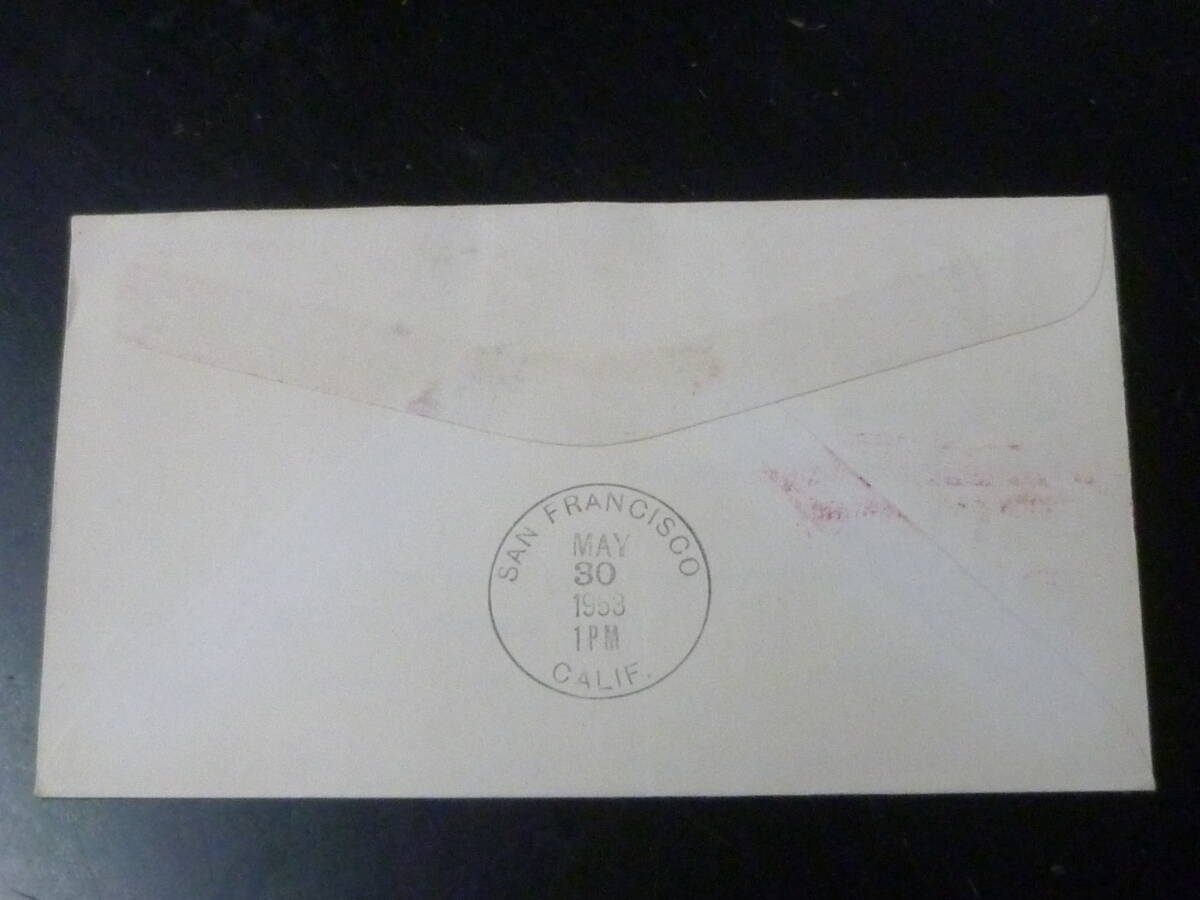 SAN FRANCISCO
MAY
30
1953
1PM
CALIF.